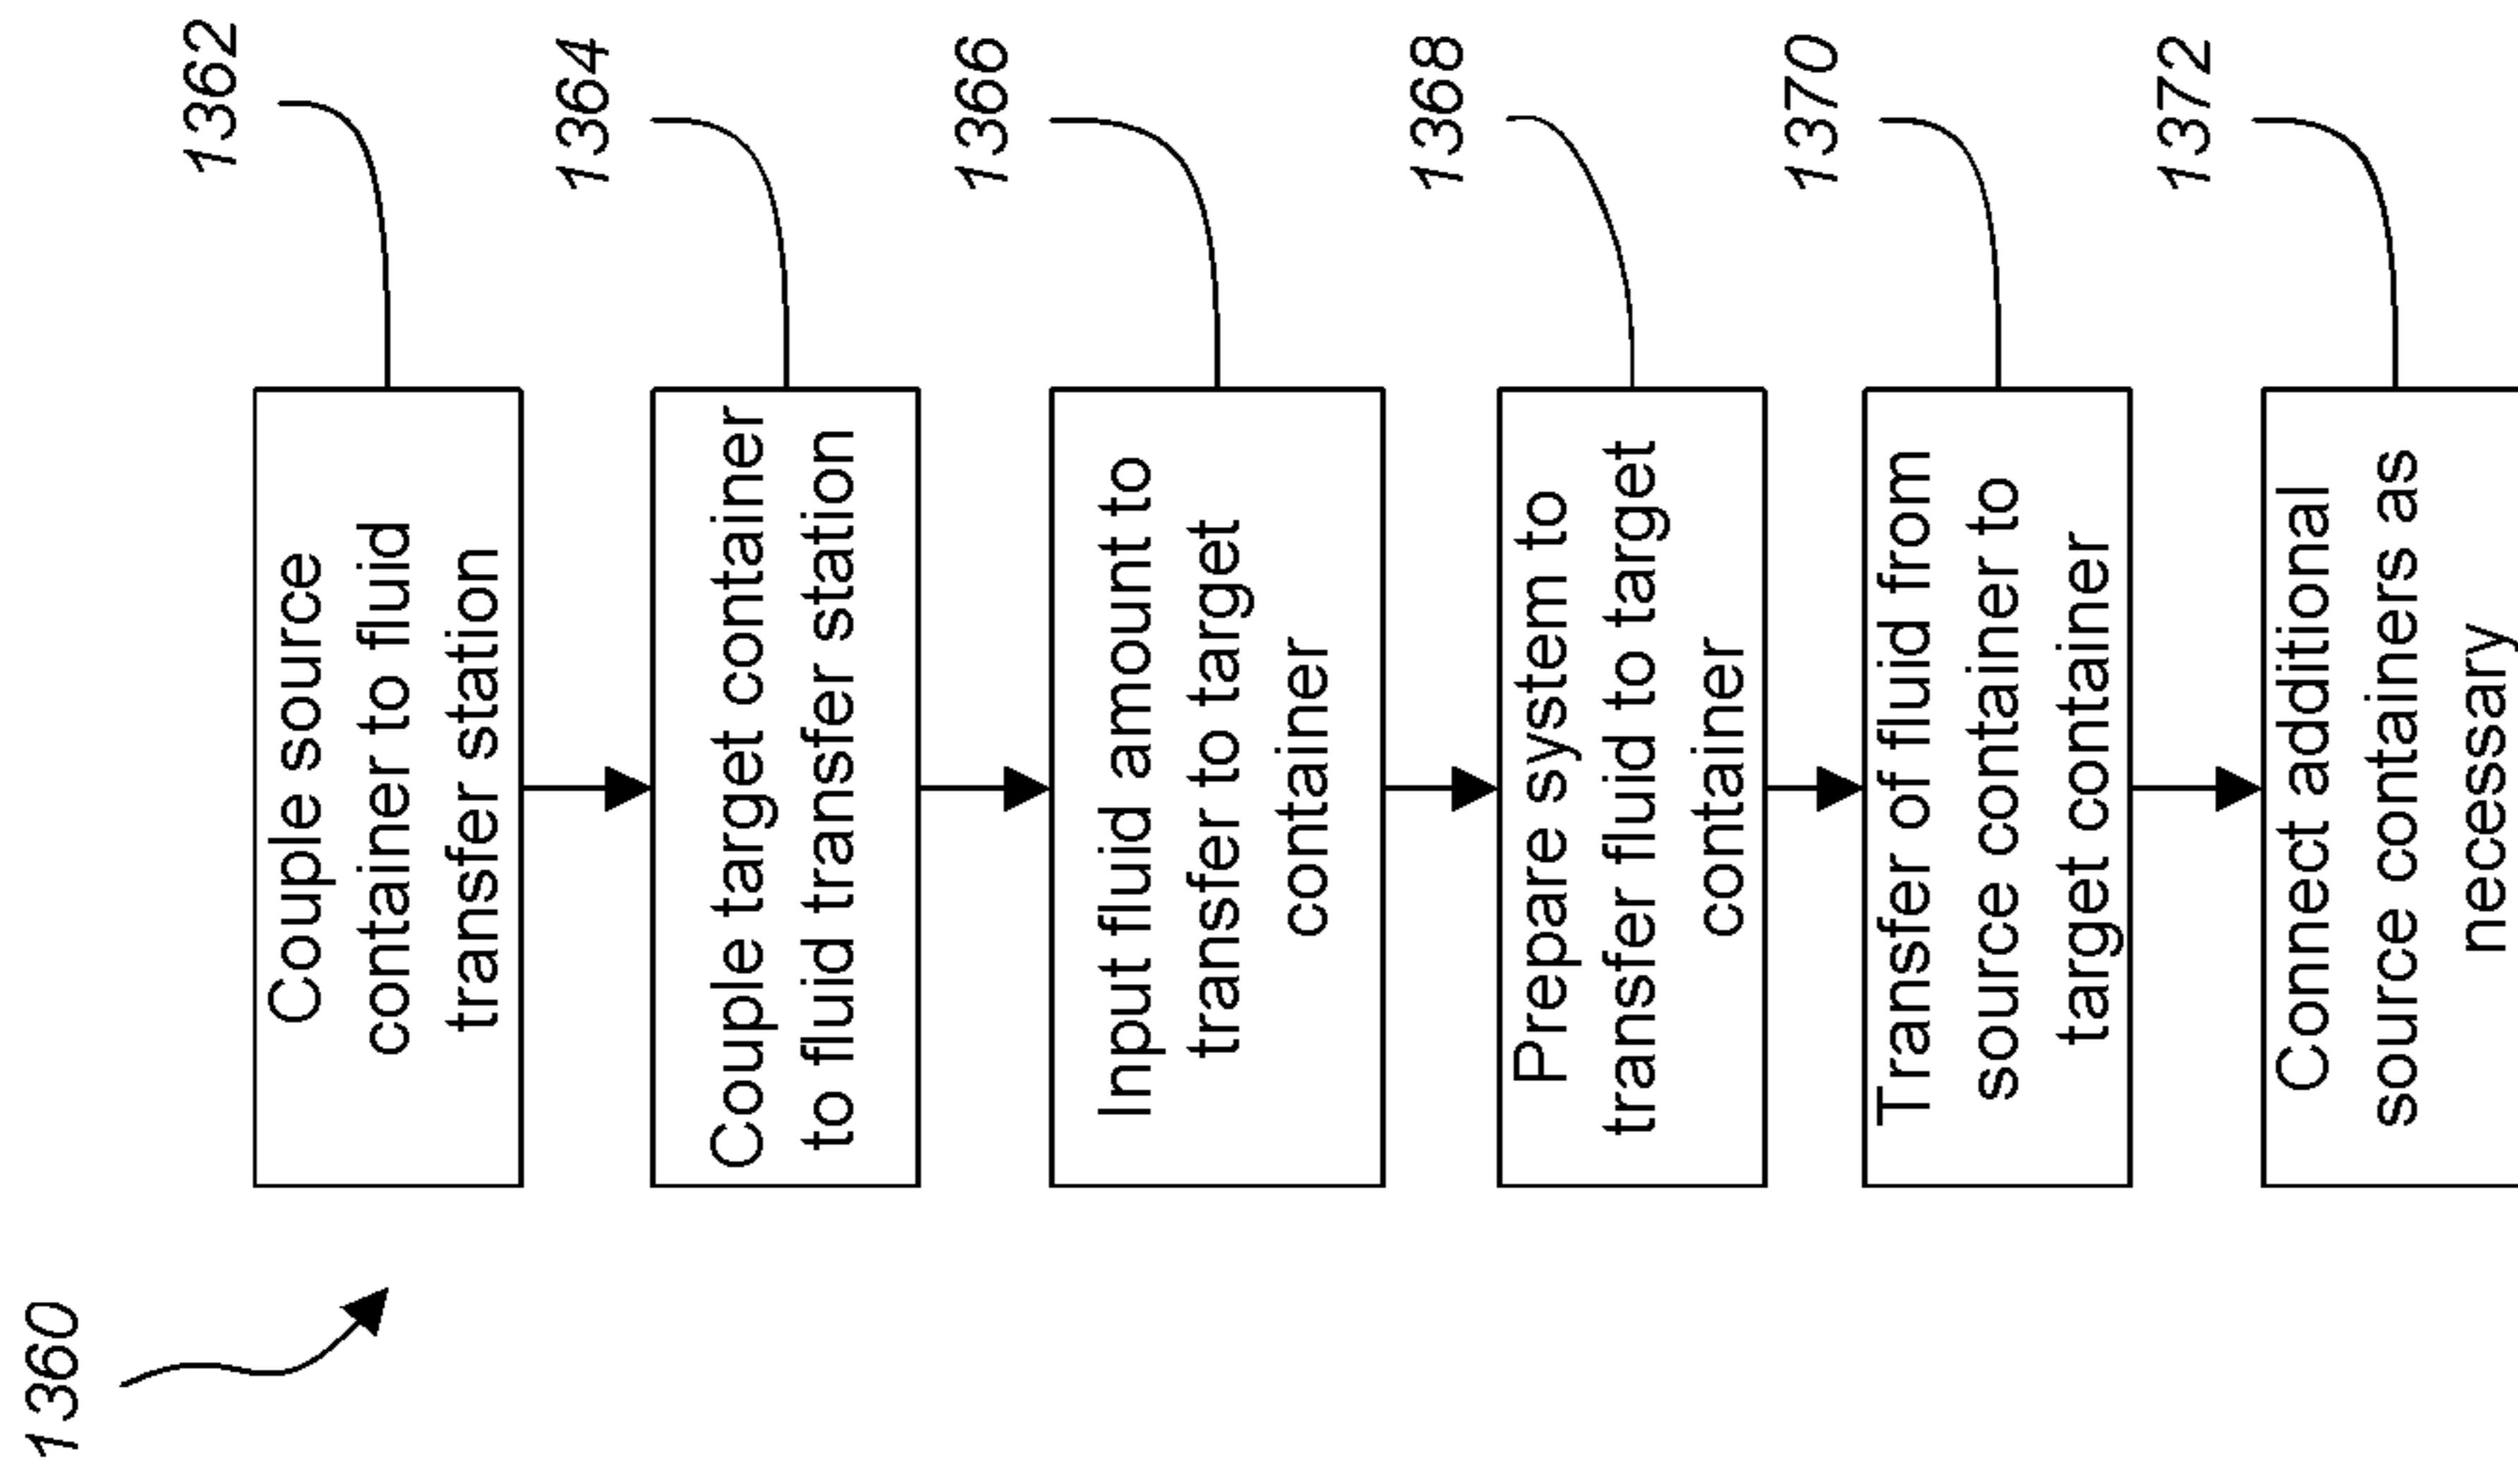 1360
Couple source
container to fluid
transfer station
1362
Couple target container
to fluid transfer station
1364
Input fluid amount to
transfer to target
container
1366
Prepare system to
transfer fluid to target
container
1368
Transfer of fluid from
source container to
target container
1370
Connect additional
source containers as
necessary
1372